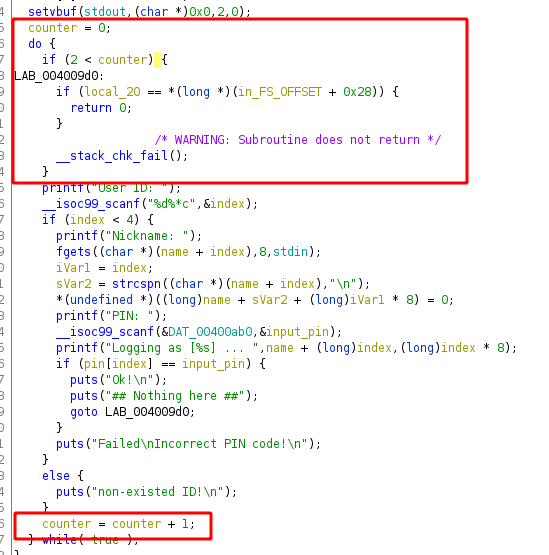 4 setvbuf(stdout,(char *)0x0,2,0);
5 counter = 0;
6 do {
7 if (2 < counter) {
8 LAB_004009d0:
9 if (local_20 == *(long *)(in_FS_OFFSET + 0x28)) {
0 return 0;
1 }
2 /* WARNING: Subroutine does not return */
3 __stack_chk_fail();
4 }
5 printf("User ID: ");
6 __isoc99_scanf("%d%*c",&index);
7 if (index < 4) {
8 printf("Nickname: ");
9 fgets((char *)(name + index),8,stdin);
0 iVar1 = index;
1 sVar2 = strcspn((char *)(name + index),"\n");
2 *(undefined *)((long)name + sVar2 + (long)iVar1 * 8) = 0;
3 printf("PIN: ");
4 __isoc99_scanf(&DAT_00400ab0,&input_pin);
5 printf("Logging as [%s] ... ",name + (long)index,(long)index * 8);
6 if (pin[index] == input_pin) {
7 puts("Ok!\n");
8 puts("## Nothing here ##");
9 goto LAB_004009d0;
0 }
1 puts("Failed\nIncorrect PIN code!\n");
2 }
3 else {
4 puts("non-existed ID!\n");
5 }
6 counter = counter + 1;
7 } while( true );